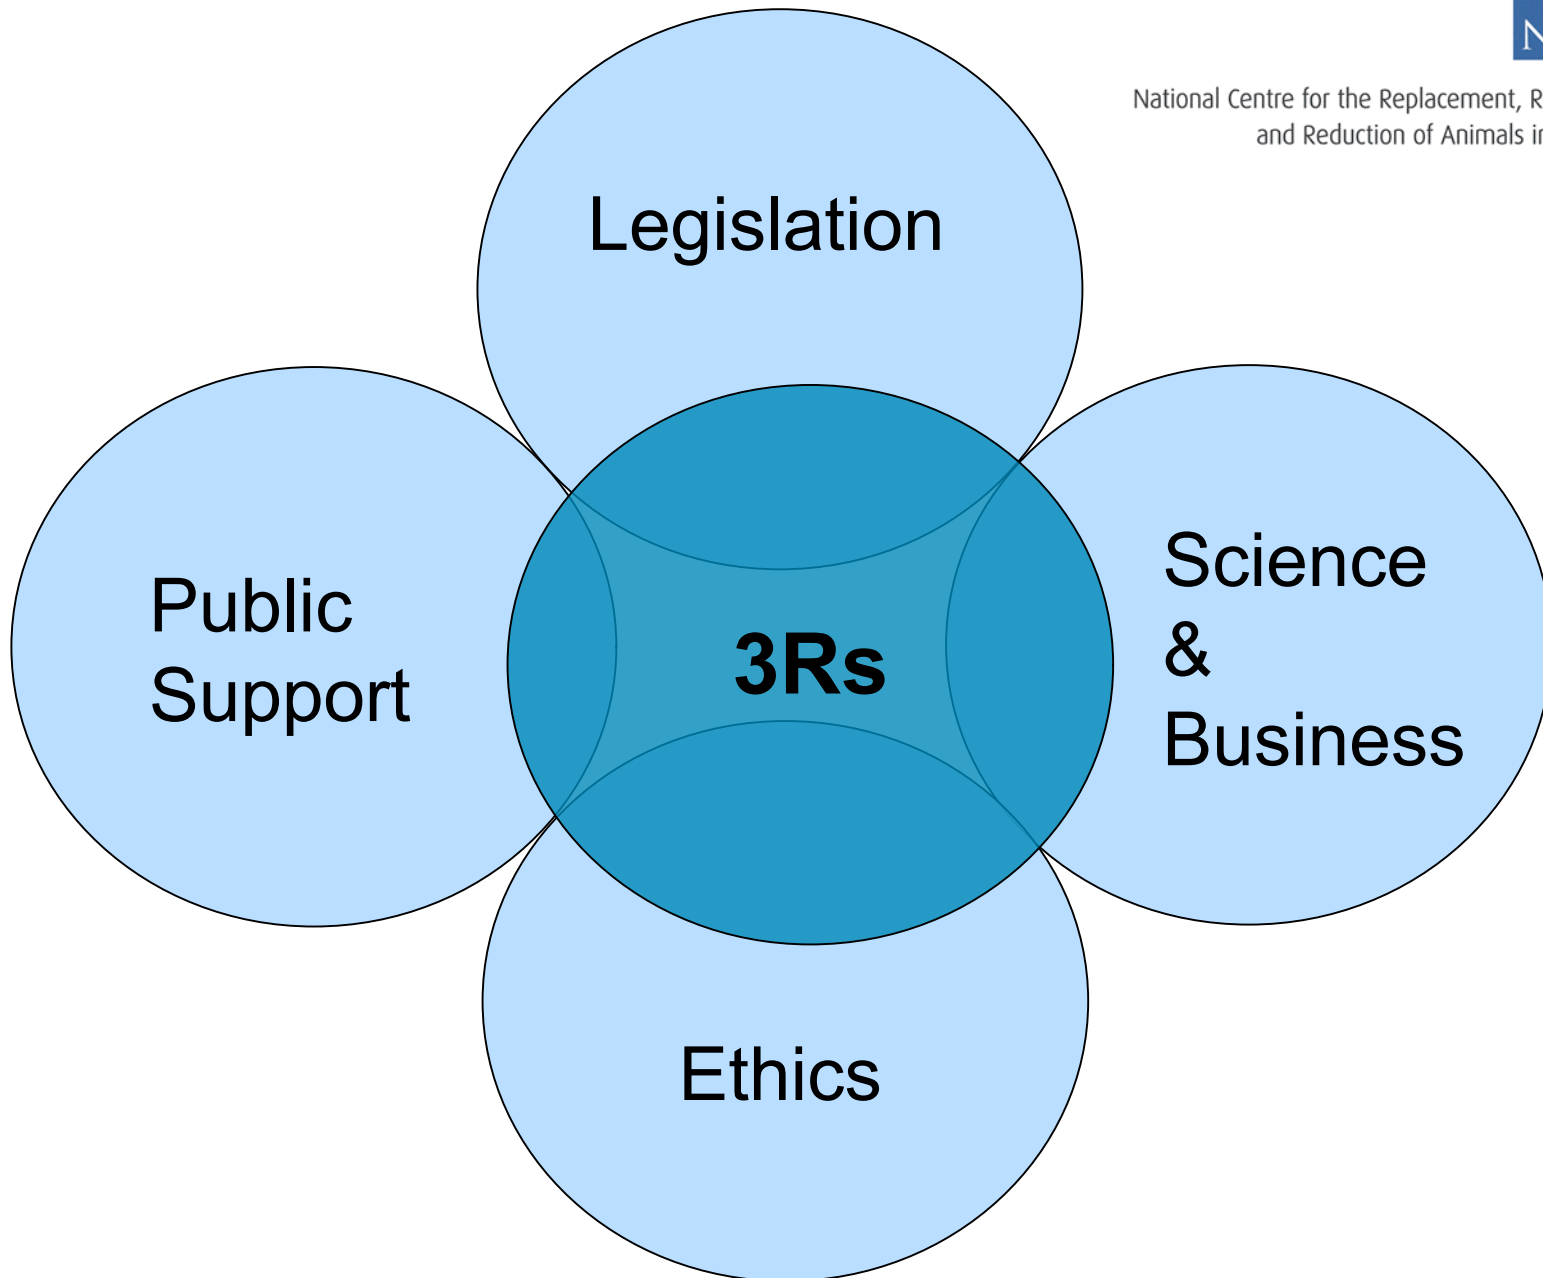 N
National Centre for the Replacement, R
and Reduction of Animals i
Legislation
Public
Support
3Rs
Science
&
Business
Ethics